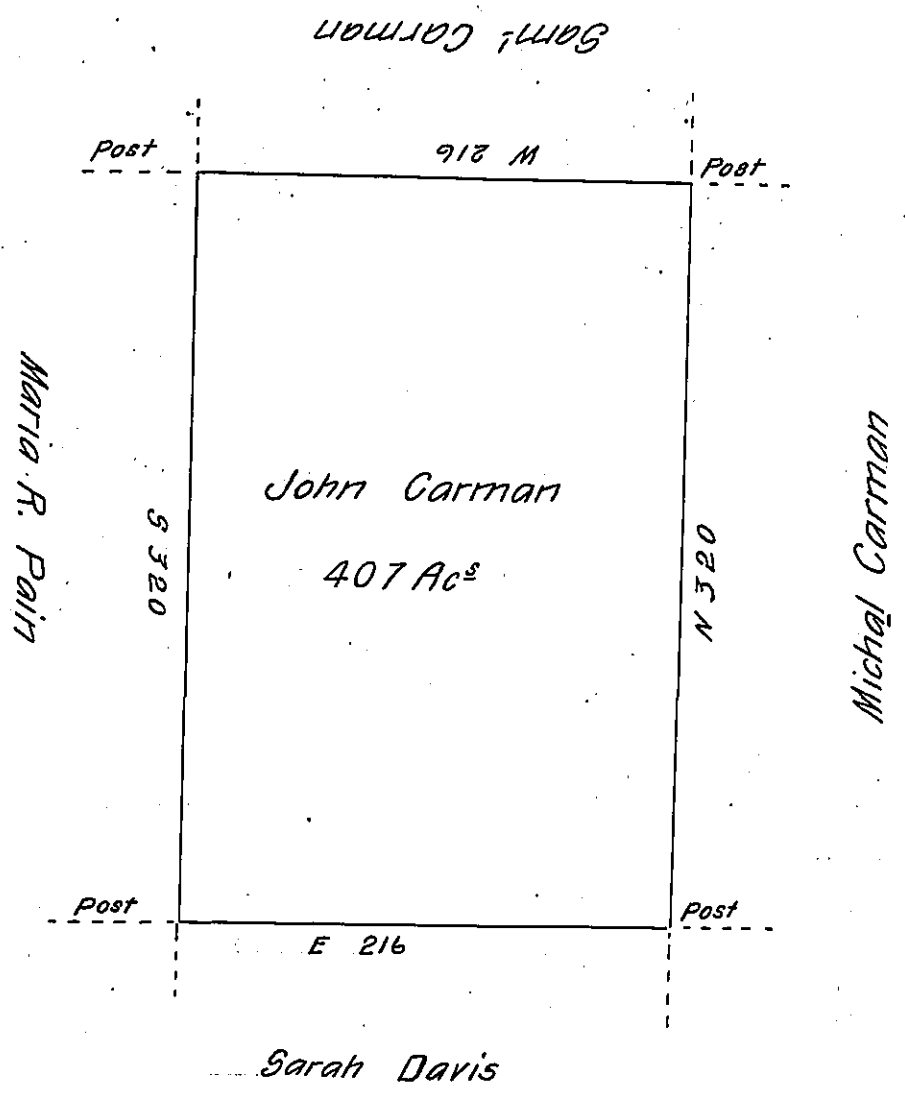 Sam! Carman
Post
W 216
Post
Maria R. Pain
S 320
John Carman
407 Acs
N 320
Michal Carman
Post
E 216
Post
Sarah Davis